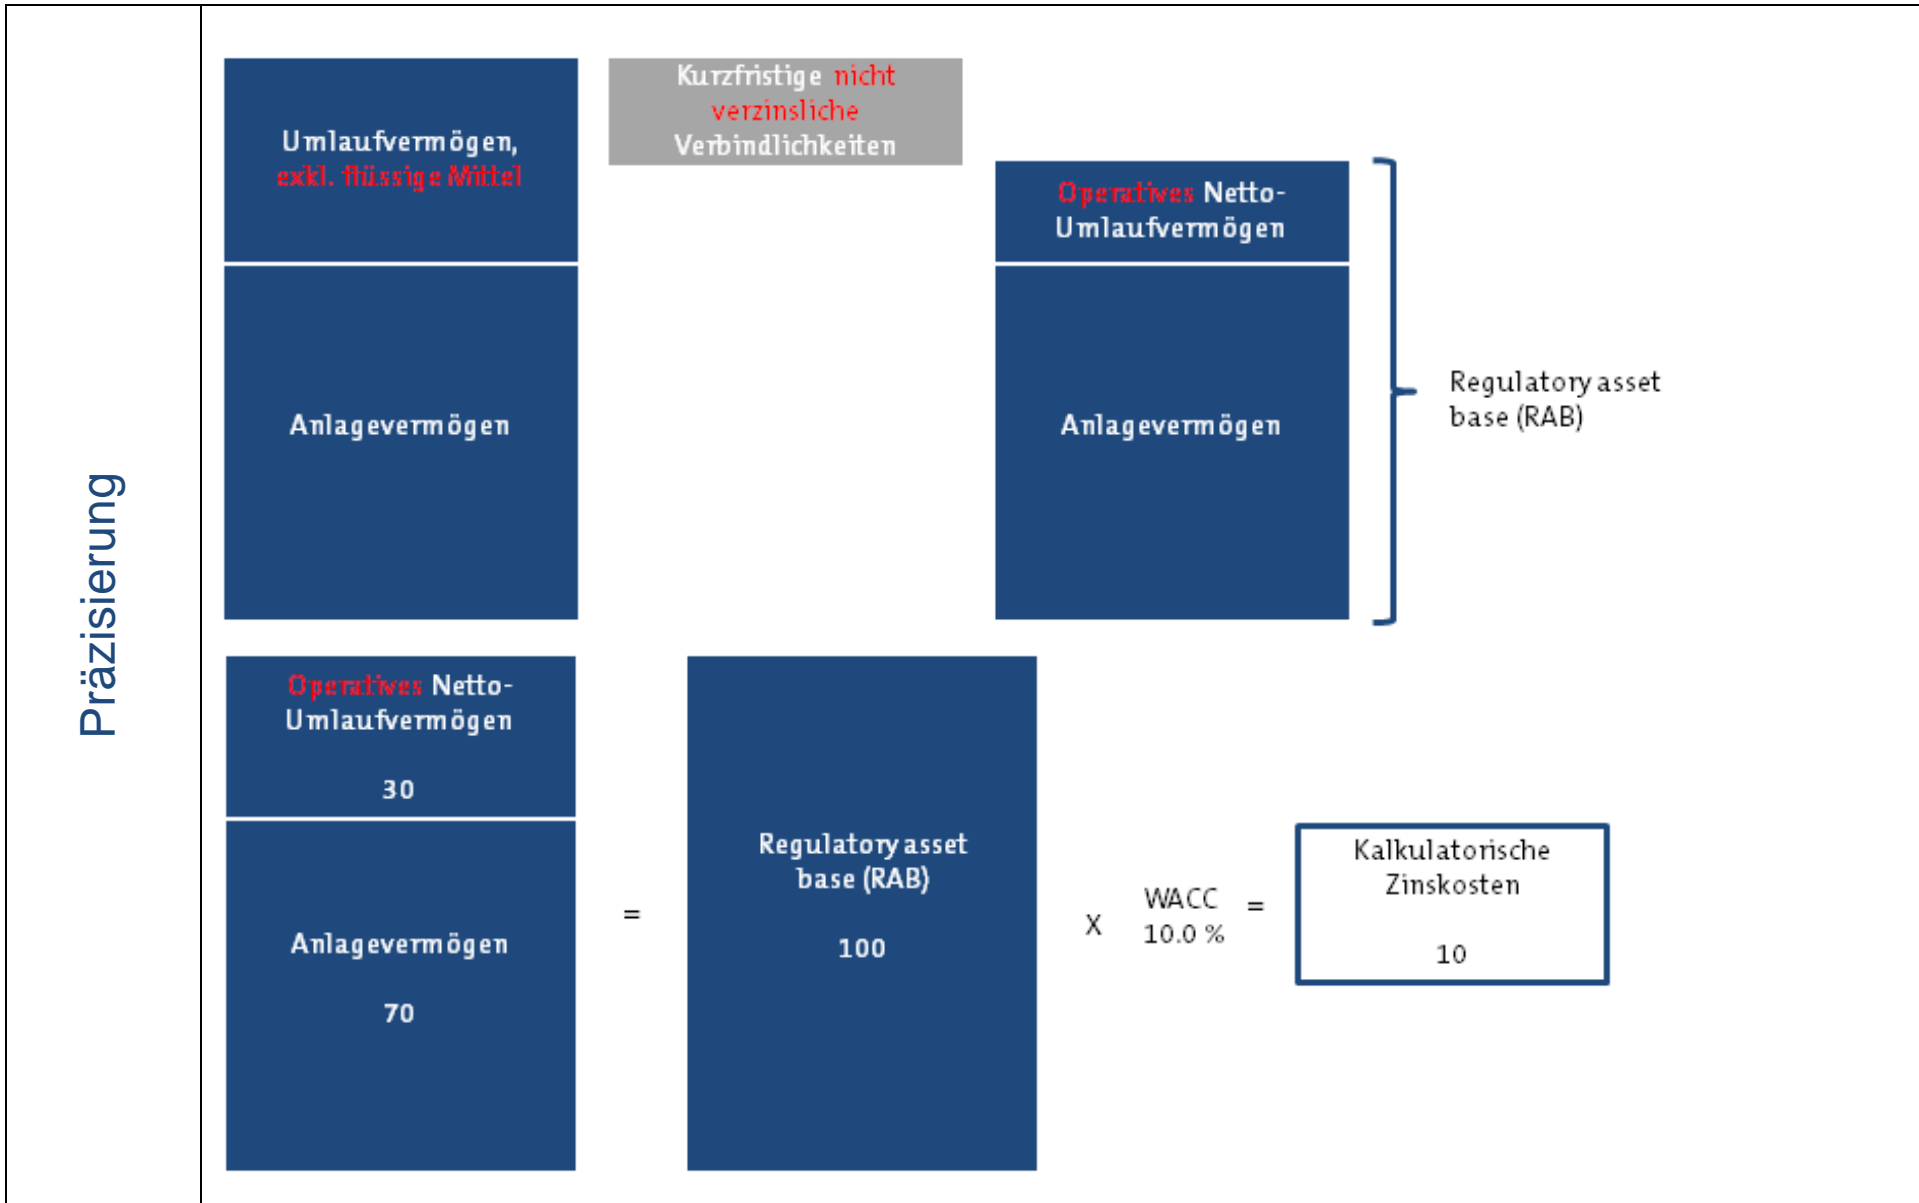 Präzisierung
Umlaufvermögen,
exkl. flüssige Mittel
Kurzfristige nicht
verzinsliche
Verbindlichkeiten
Anlagevermögen
Operatives Netto-
Umlaufvermögen
Anlagevermögen
Regulatory asset
base (RAB)
Operatives Netto-
Umlaufvermögen
30
Anlagevermögen
70
=
Regulatory asset
base (RAB)
100
X
WACC
10.0 %
=
Kalkulatorische
Zinskosten
10